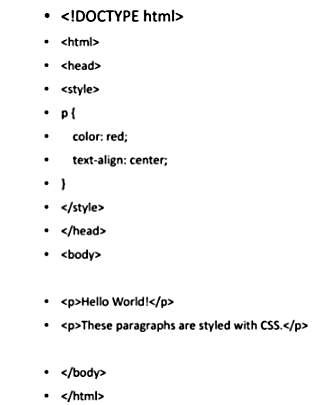 • <!DOCTYPE html>
• <html>
• <head>
• <style>
• p {
•    color: red;
•    text-align: center;
• }
• </style>
• </head>
• <body>
• <p>Hello World!</p>
• <p>These paragraphs are styled with CSS.</p>
• </body>
• </html>